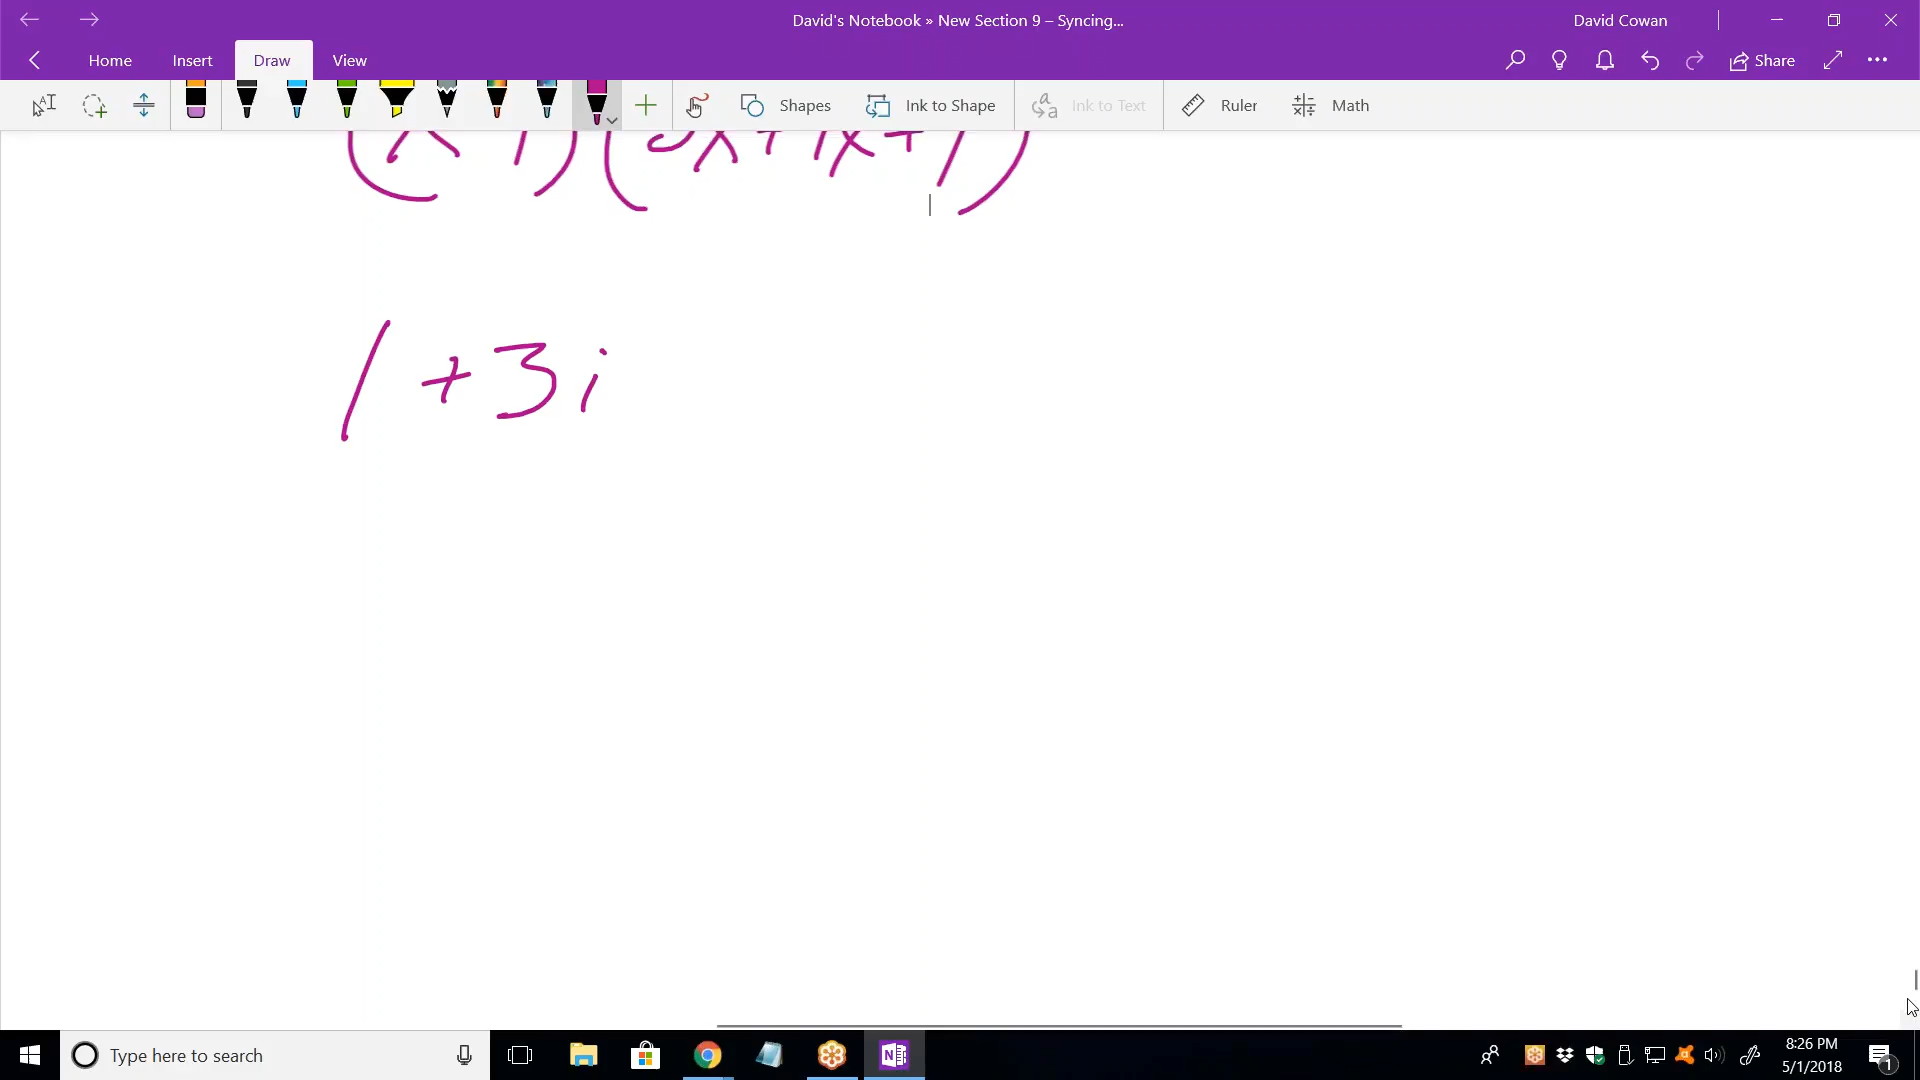 David's Notebook » New Section 9 – Syncing...
David Cowan
Home Insert Draw View
Share
Shapes Ink to Shape Ink to Text Ruler Math
1 + 3i
Type here to search
8:26 PM
5/1/2018
1